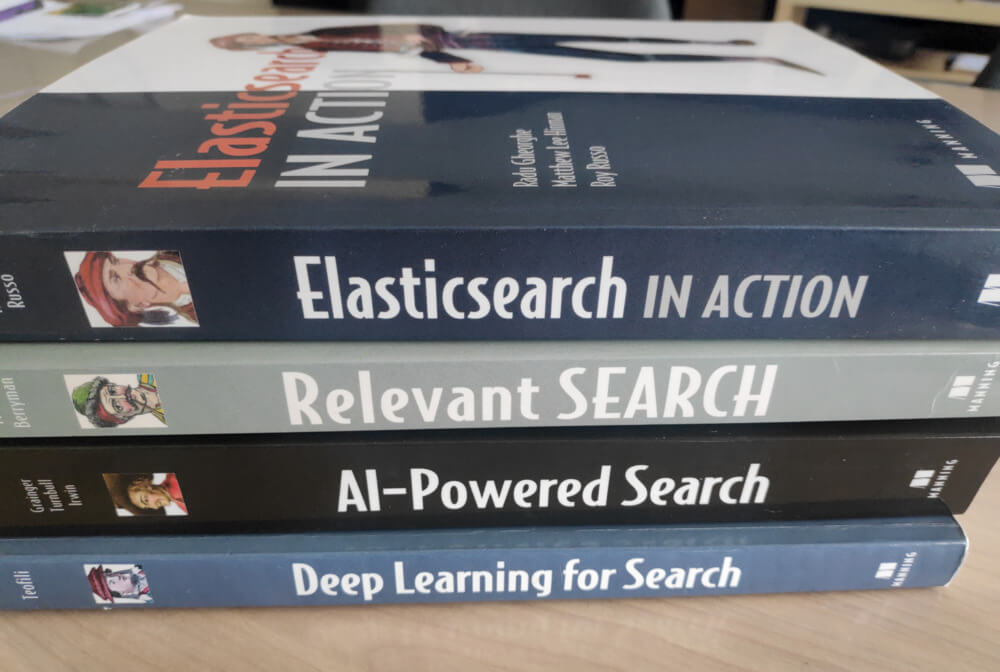 Elasticsearch
IN ACTION
Radu Gheorghe
Matthew Lee Hinman
Roy Russo
MANNING
Russo
Elasticsearch IN ACTION
Berryman
Relevant SEARCH
MANNING
Grainger
Turnbull
Irwin
AI-Powered Search
MANNING
Teofili
Deep Learning for Search
MANNING